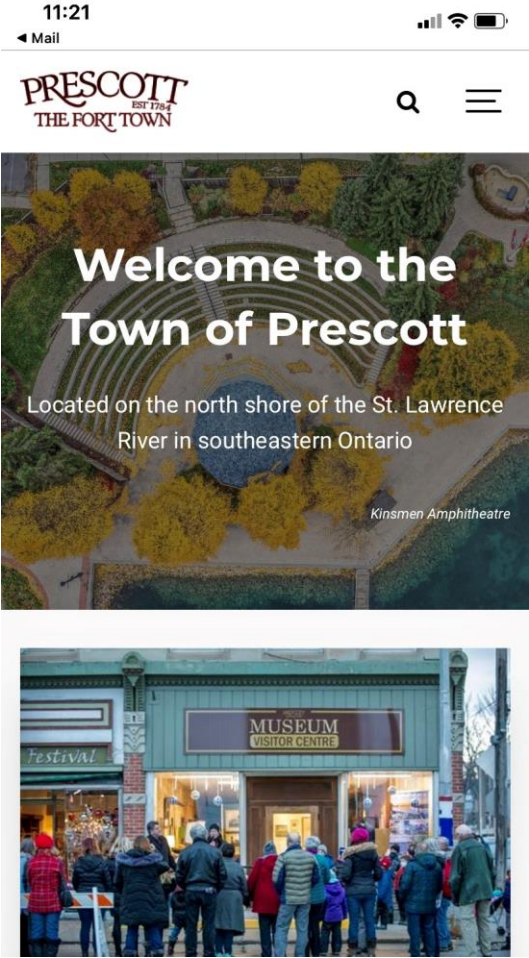 11:21
◀ Mail
PRESCOTT
EST 1784
THE FORT TOWN
Welcome to the
Town of Prescott
Located on the north shore of the St. Lawrence
River in southeastern Ontario
Kinsmen Amphitheatre
MUSEUM
VISITOR CENTRE
Festival